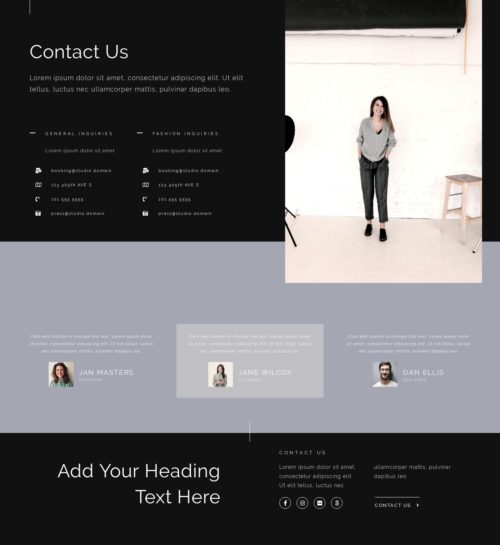 Contact Us
Lorem ipsum dolor sit amet, consectetur adipiscing elit. Ut elit
tellus, luctus nec ullamcorper mattis, pulvinar dapibus leo.
GENERAL INQUIRIES
Lorem ipsum dolor sit amet
booking@studio.domain
123 405th AVE S
101 555 5555
press@studio.domain
FASHION INQUIRIES.
Lorem ipsum dolor sit amet
booking@studio.domain
123 405th AVE S
101 555 5555
press@studio.domain
Click edit button to change this text. Lorem ipsum dolor
sit amet, consectetur adipiscing elit. Ut elit tellus, luctus
nec ullamcorper mattis, pulvinar dapibus leo
JAN MASTERS
DESIGNER
Click edit button to change this text. Lorem ipsum dolor
sit amet, consectetur adipiscing elit. Ut elit tellus, luctus
nec ullamcorper mattis, pulvinar dapibus leo
JANE WILCOX
DESIGNER
Click edit button to change this text. Lorem ipsum dolor
sit amet, consectetur adipiscing elit. Ut elit tellus, luctus
nec ullamcorper mattis, pulvinar dapibus leo
DAN ELLIS
DESIGNER
Add Your Heading
Text Here
CONTACT US
Lorem ipsum dolor sit amet,
consectetur adipiscing elit.
Ut elit tellus, luctus nec
ullamcorper mattis, pulvinar
dapibus leo
CONTACT US